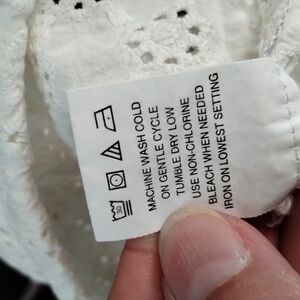 MACHINE WASH COLD
ON GENTLE CYCLE
TUMBLE DRY LOW
USE NON-CHLORINE
BLEACH WHEN NEEDED
IRON ON LOWEST SETTING
30